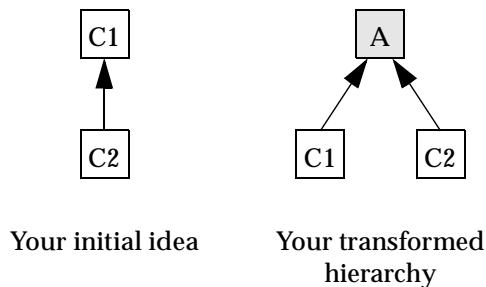 C1
A
C2
C1
C2
Your initial idea
Your transformed
hierarchy